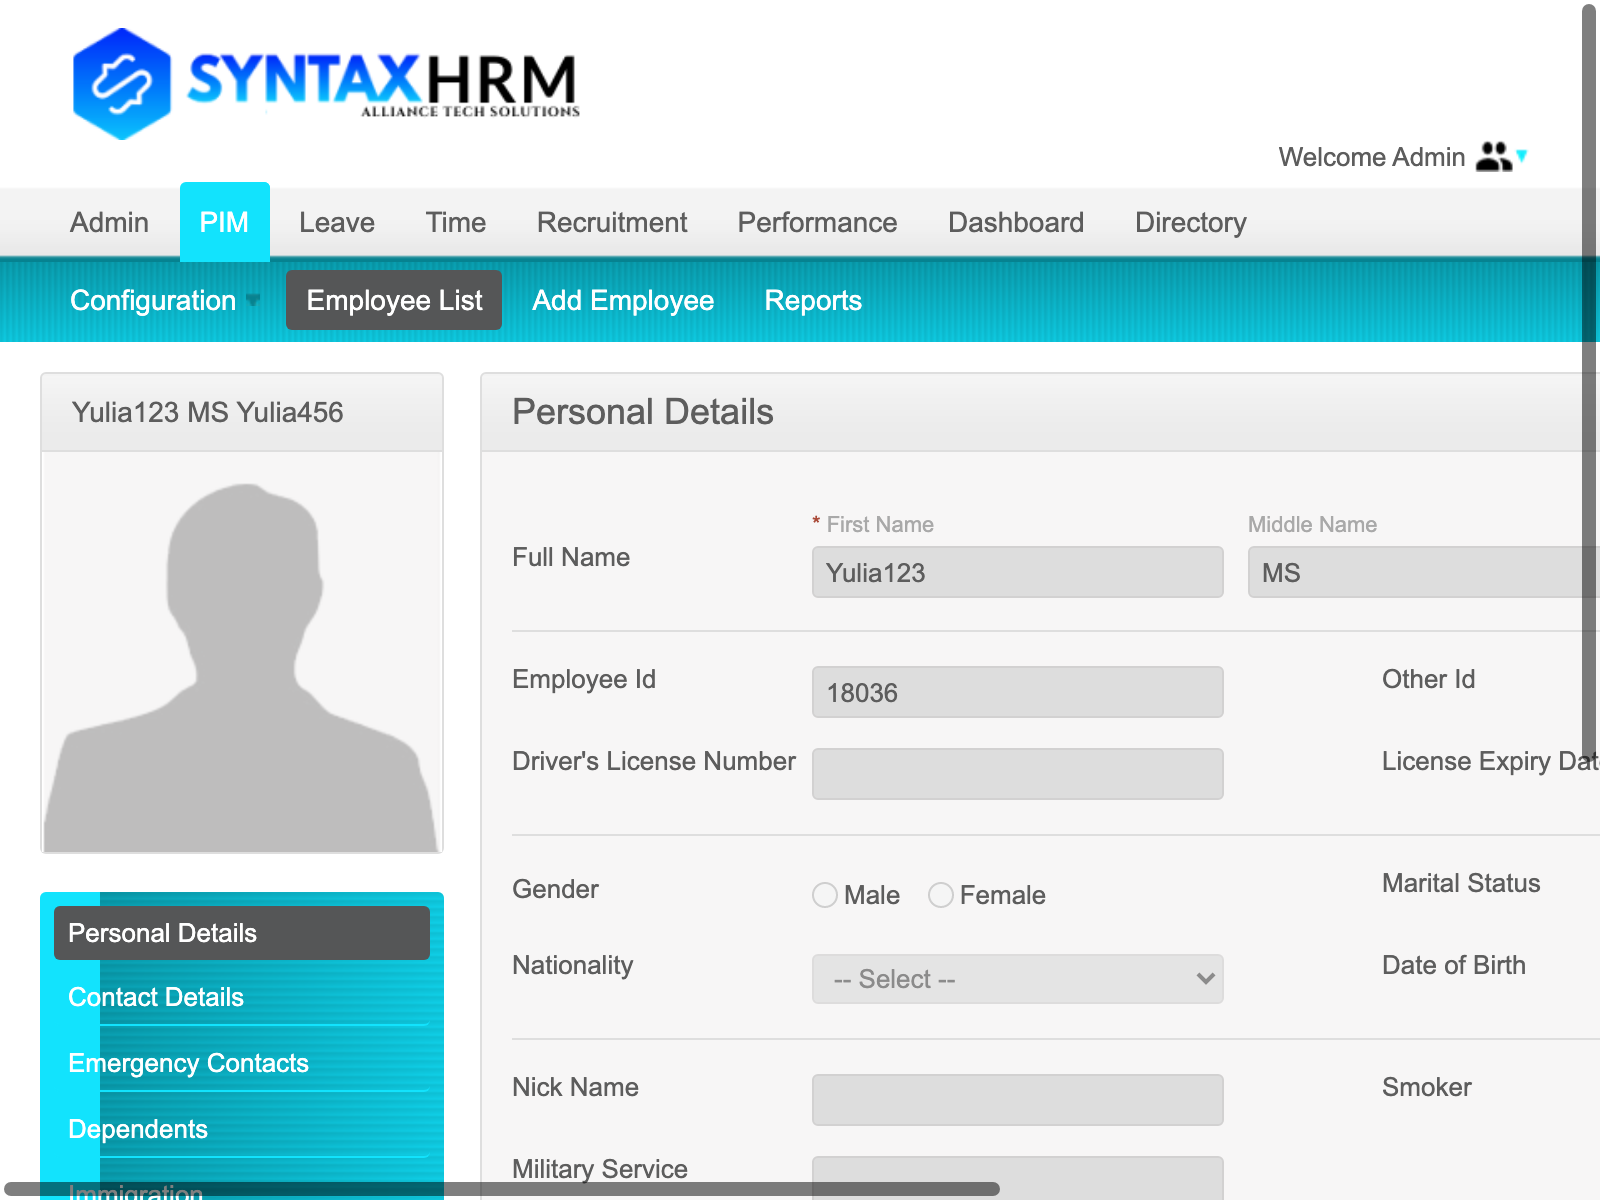 SYNTAXHRM
ALLIANCE TECH SOLUTIONS
Welcome Admin
Admin PIM Leave Time Recruitment Performance Dashboard Directory
Configuration Employee List Add Employee Reports
Yulia123 MS Yulia456
Personal Details
* First Name Middle Name
Full Name Yulia123 MS
Employee Id 18036 Other Id
Driver's License Number License Expiry Date
Gender Male Female Marital Status
Nationality -- Select -- Date of Birth
Nick Name Smoker
Military Service
Personal Details
Contact Details
Emergency Contacts
Dependents
Immigration